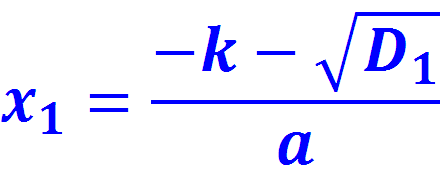 x₁ = (−k − √D₁) / a